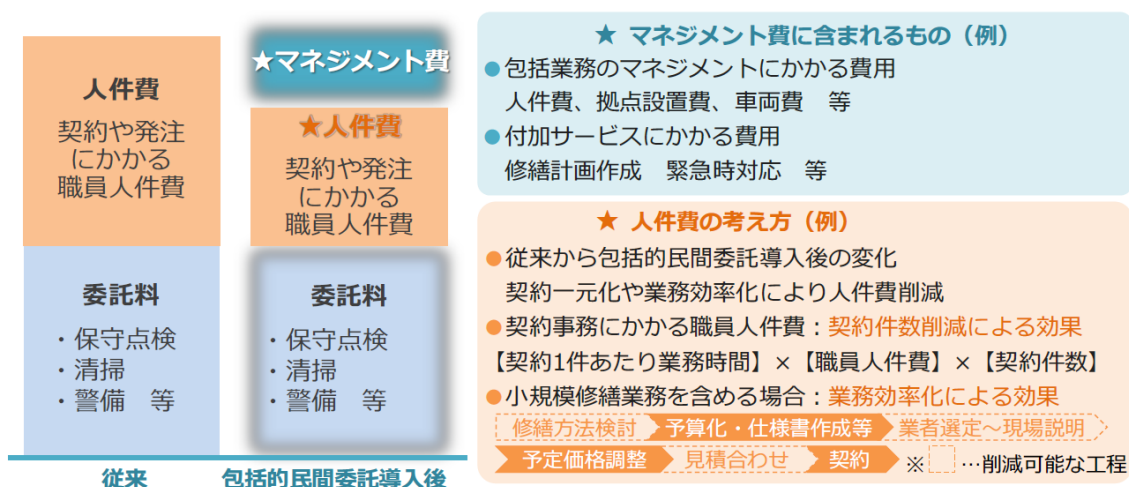 人件費
契約や発注
にかかる
職員人件費
委託料
・保守点検
・清掃
・警備　等
従来
★マネジメント費
★人件費
契約や発注
にかかる
職員人件費
委託料
・保守点検
・清掃
・警備　等
包括的民間委託導入後
★ マネジメント費に含まれるもの（例）
●包括業務のマネジメントにかかる費用
人件費、拠点設置費、車両費　等
●付加サービスにかかる費用
修繕計画作成　緊急時対応　等
★ 人件費の考え方（例）
●従来から包括的民間委託導入後の変化
契約一元化や業務効率化により人件費削減
●契約事務にかかる職員人件費：契約件数削減による効果
【契約1件あたり業務時間】×【職員人件費】×【契約件数】
●小規模修繕業務を含める場合：業務効率化による効果
修繕方法検討　予算化・仕様書作成等　業者選定～現場説明
予定価格調整　見積合わせ　契約　※　…削減可能な工程